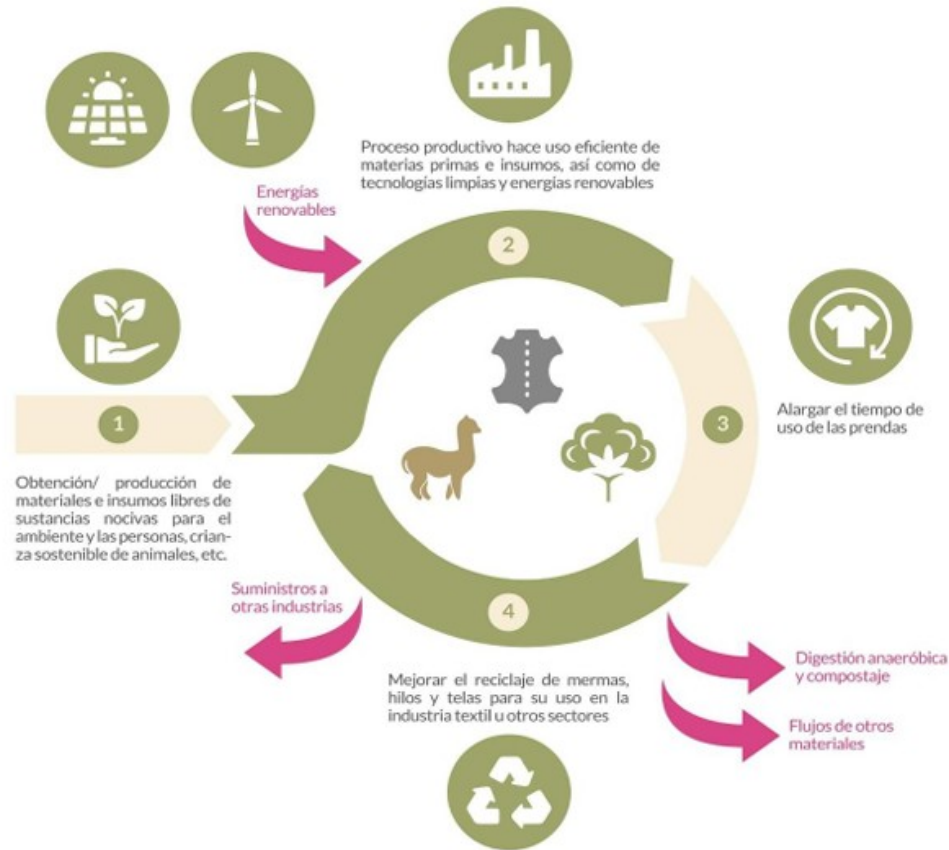 Proceso productivo hace uso eficiente de
materias primas e insumos, así como de
tecnologías limpias y energías renovables
Energías
renovables
2
1
3
Alargar el tiempo de
uso de las prendas
Obtención/ producción de
materiales e insumos libres de
sustancias nocivas para el
ambiente y las personas, crian-
za sostenible de animales, etc.
Suministros a
otras industrias
4
Mejorar el reciclaje de mermas,
hilos y telas para su uso en la
industria textil u otros sectores
Digestión anaeróbica
y compostaje
Flujos de otros
materiales